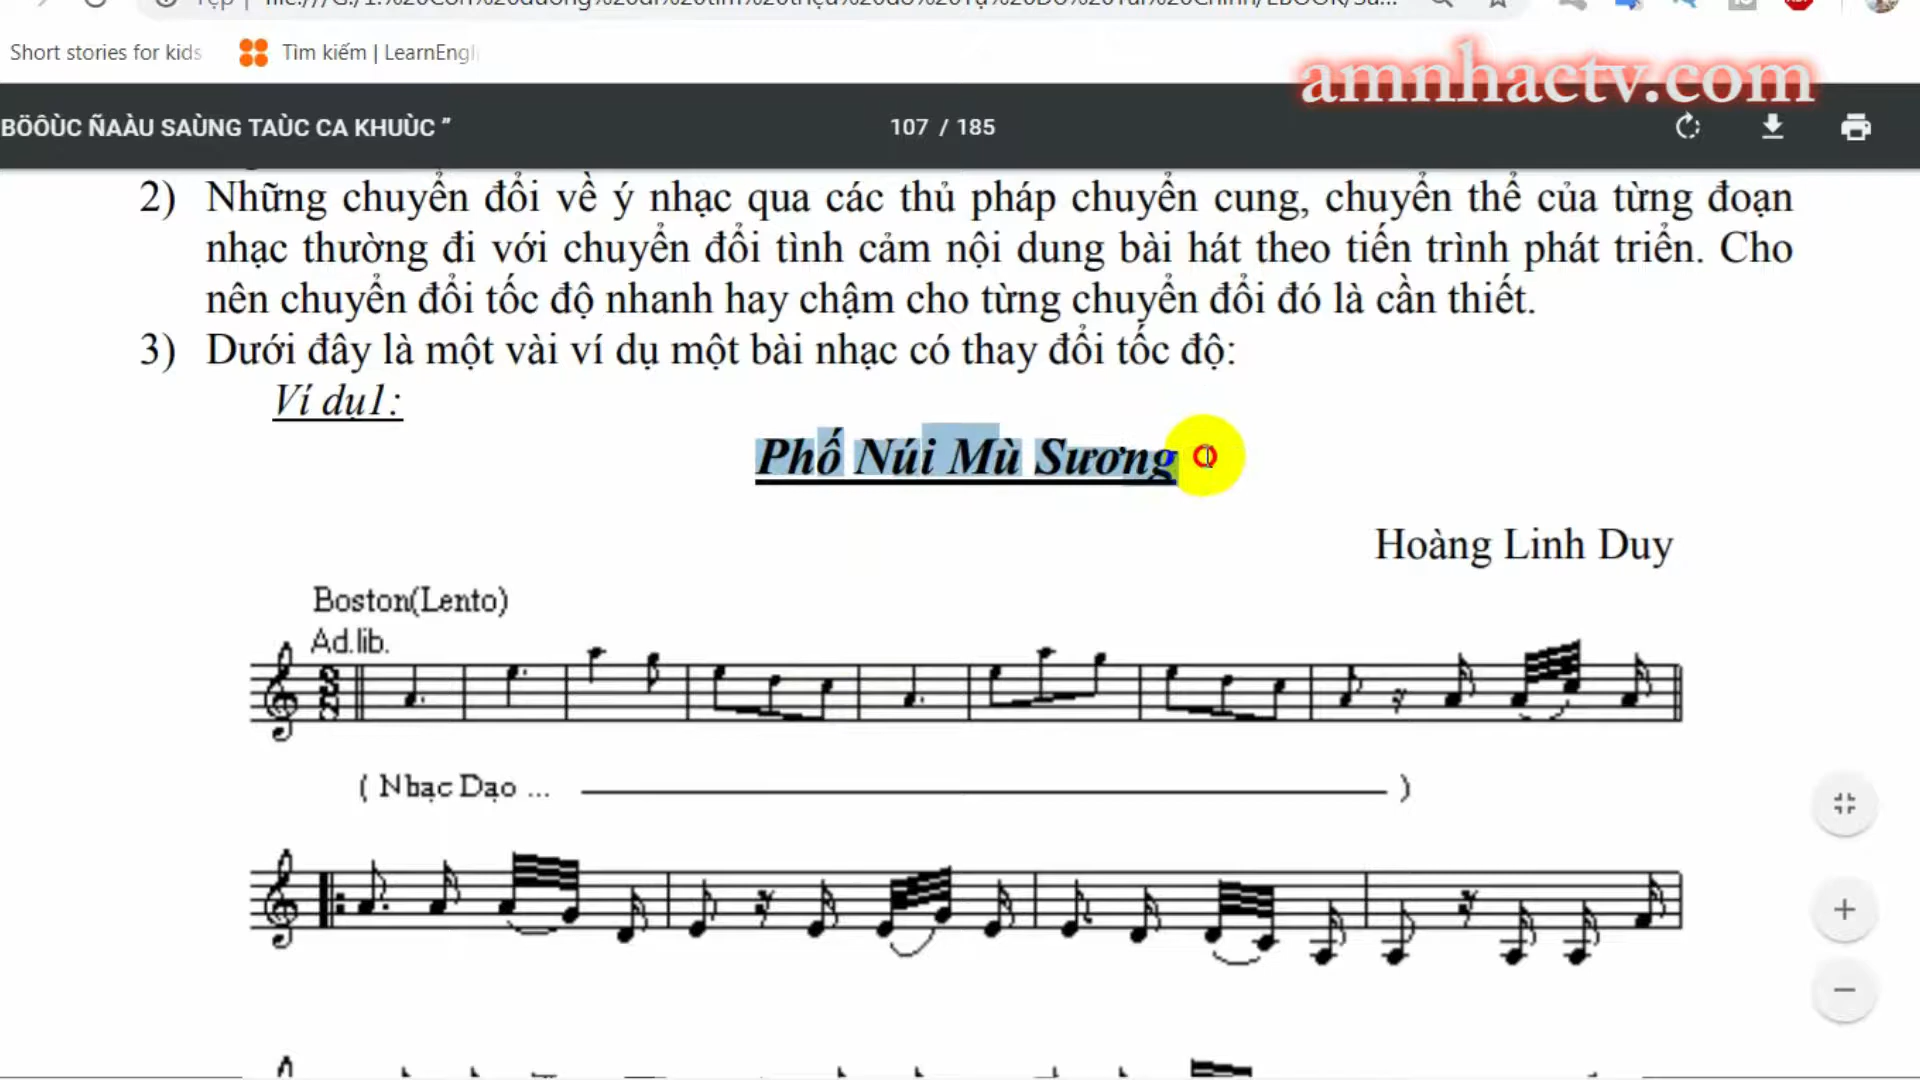 Short stories for kids
Tìm kiếm | LearnEngli
amnhactv.com
BÖÔÙC ÑAÀU SAÙNG TAÙC CA KHUÙC ”
107 / 185
2) Những chuyển đổi về ý nhạc qua các thủ pháp chuyển cung, chuyển thể của từng đoạn
nhạc thường đi với chuyển đổi tình cảm nội dung bài hát theo tiến trình phát triển. Cho
nên chuyển đổi tốc độ nhanh hay chậm cho từng chuyển đổi đó là cần thiết.
3) Dưới đây là một vài ví dụ một bài nhạc có thay đổi tốc độ:
Ví dụ1:
Phố Núi Mù Sương
Hoàng Linh Duy
Boston(Lento)
Ad.lib.
( Nhạc Dạo ... )